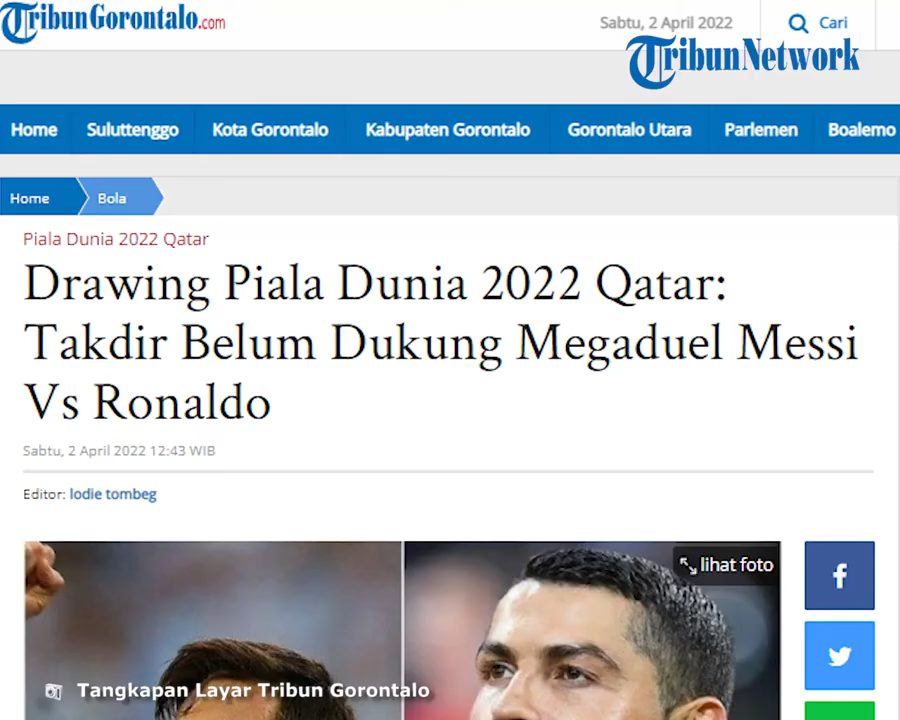 TribunGorontalo.com
Sabtu, 2 April 2022
Cari
TribunNetwork
Home Suluttenggo Kota Gorontalo Kabupaten Gorontalo Gorontalo Utara Parlemen Boalemo
Home Bola
Piala Dunia 2022 Qatar
Drawing Piala Dunia 2022 Qatar:
Takdir Belum Dukung Megaduel Messi
Vs Ronaldo
Sabtu, 2 April 2022 12:43 WIB
Editor: lodie tombeg
lihat foto
Tangkapan Layar Tribun Gorontalo